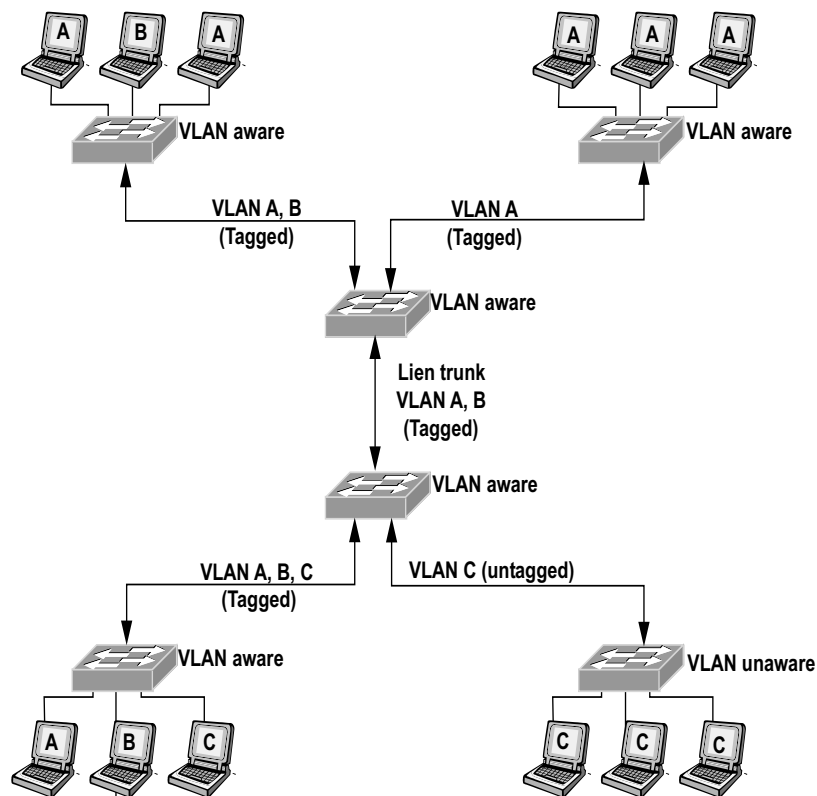 A B A
A A A
VLAN aware
VLAN aware
VLAN A, B
(Tagged)
VLAN A
(Tagged)
VLAN aware
Lien trunk
VLAN A, B
(Tagged)
VLAN aware
VLAN A, B, C
(Tagged)
VLAN C (untagged)
VLAN aware
VLAN unaware
A B C
C C C